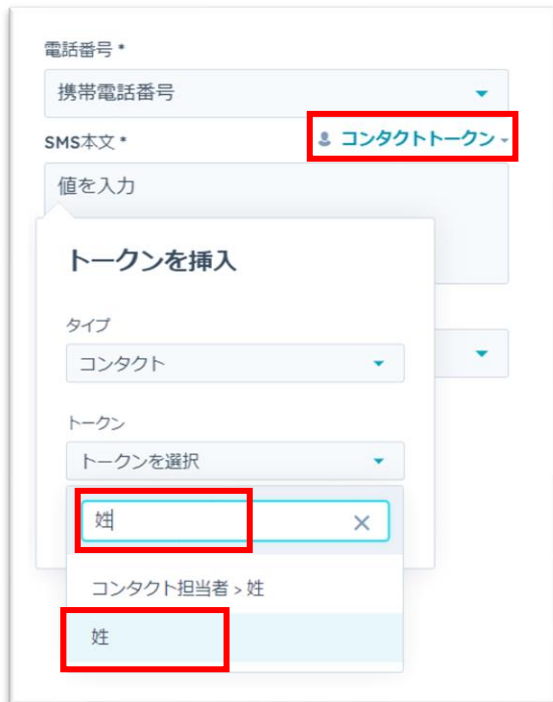 電話番号 *
携帯電話番号
SMS本文 *
コンタクトトークン
値を入力
トークンを挿入
タイプ
コンタクト
トークン
トークンを選択
姓
コンタクト担当者 > 姓
姓